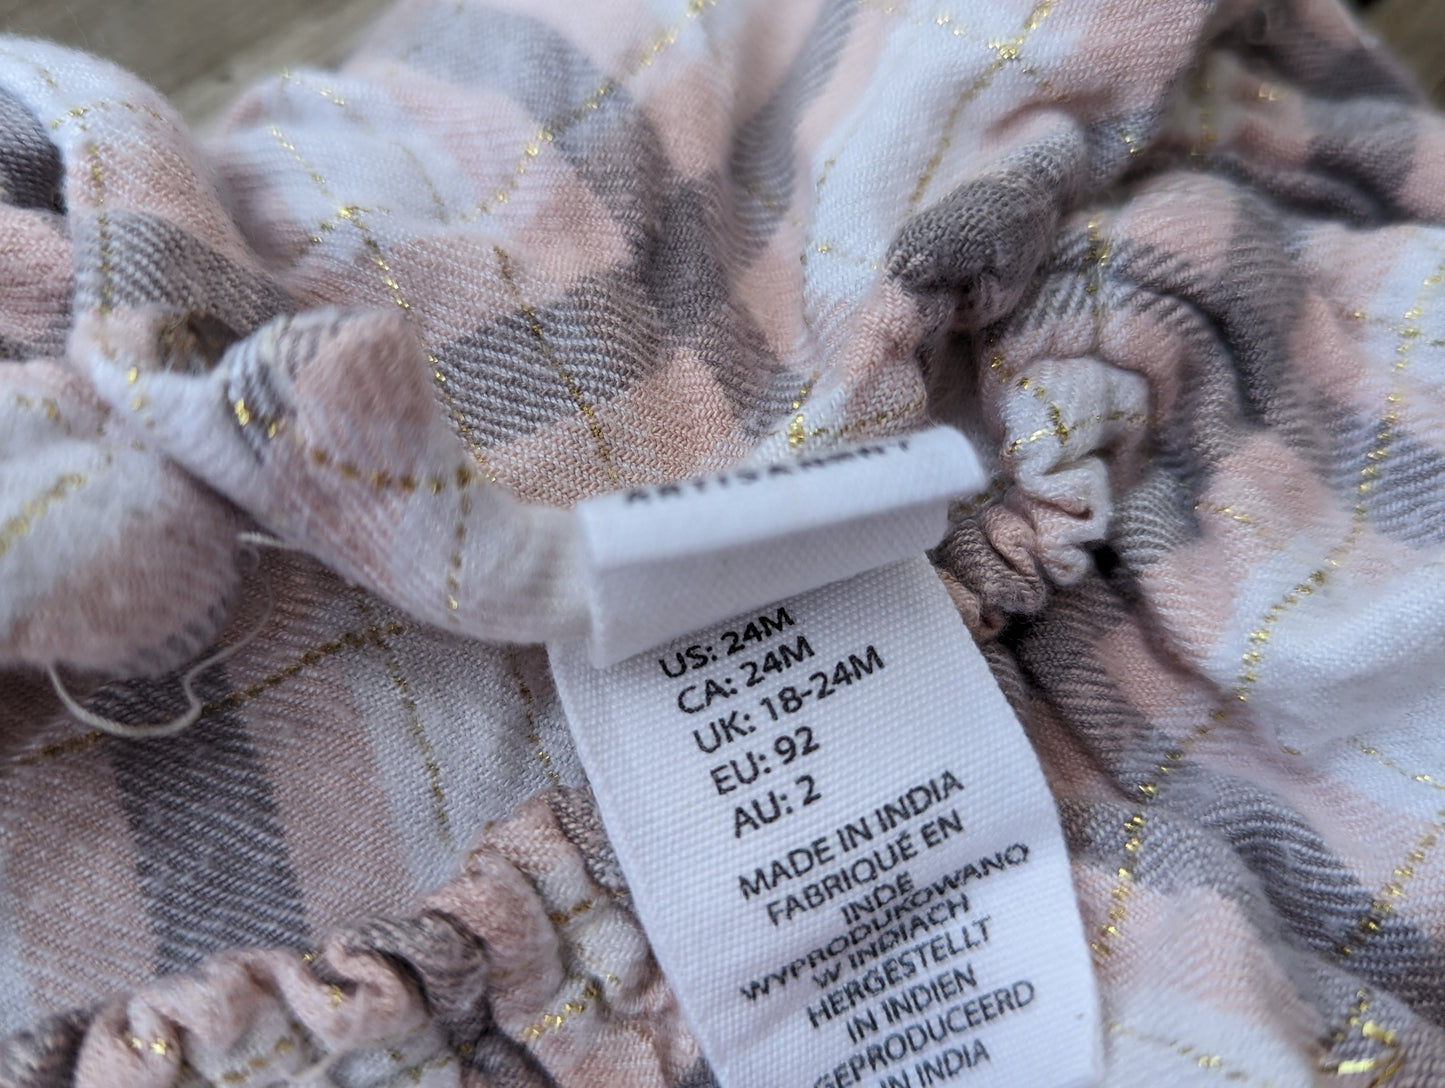 ARTISANERY
US: 24M
CA: 24M
UK: 18-24M
EU: 92
AU: 2
MADE IN INDIA
FABRIQUÉ EN
INDE
WYPRODUKOWANO
W INDIACH
HERGESTELLT
IN INDIEN
GEPRODUCEERD
IN INDIA